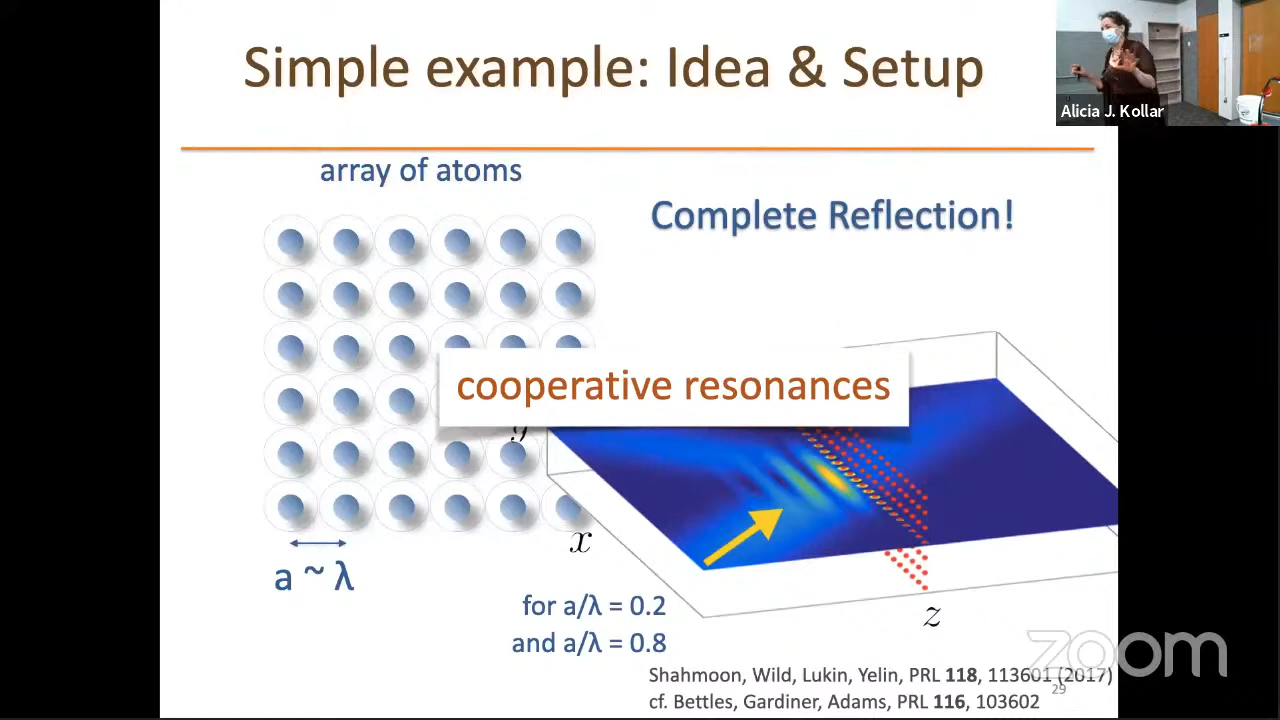 Simple example: Idea & Setup
Alicia J. Kollar
array of atoms
Complete Reflection!
cooperative resonances
y
x
a ~ λ
for a/λ = 0.2
and a/λ = 0.8
z
zoom
Shahmoon, Wild, Lukin, Yelin, PRL 118, 113601 (2017)
29
cf. Bettles, Gardiner, Adams, PRL 116, 103602